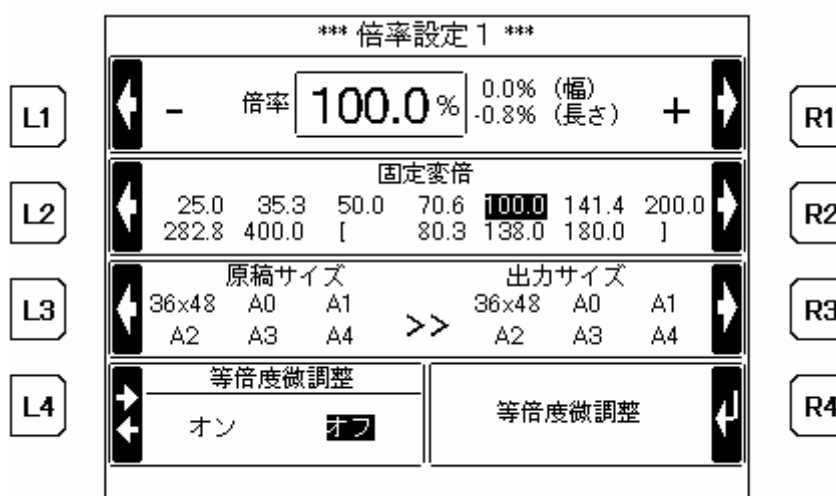 *** 倍率設定1 ***
L1 - 倍率 100.0% 0.0% (幅) + R1
-0.8% (長さ)
固定変倍
L2 25.0 35.3 50.0 70.6 100.0 141.4 200.0 R2
282.8 400.0 [ 80.3 138.0 180.0 ]
原稿サイズ 出力サイズ
L3 36x48 A0 A1 >> 36x48 A0 A1 R3
A2 A3 A4 A2 A3 A4
等倍度微調整
L4 オン オフ 等倍度微調整 R4